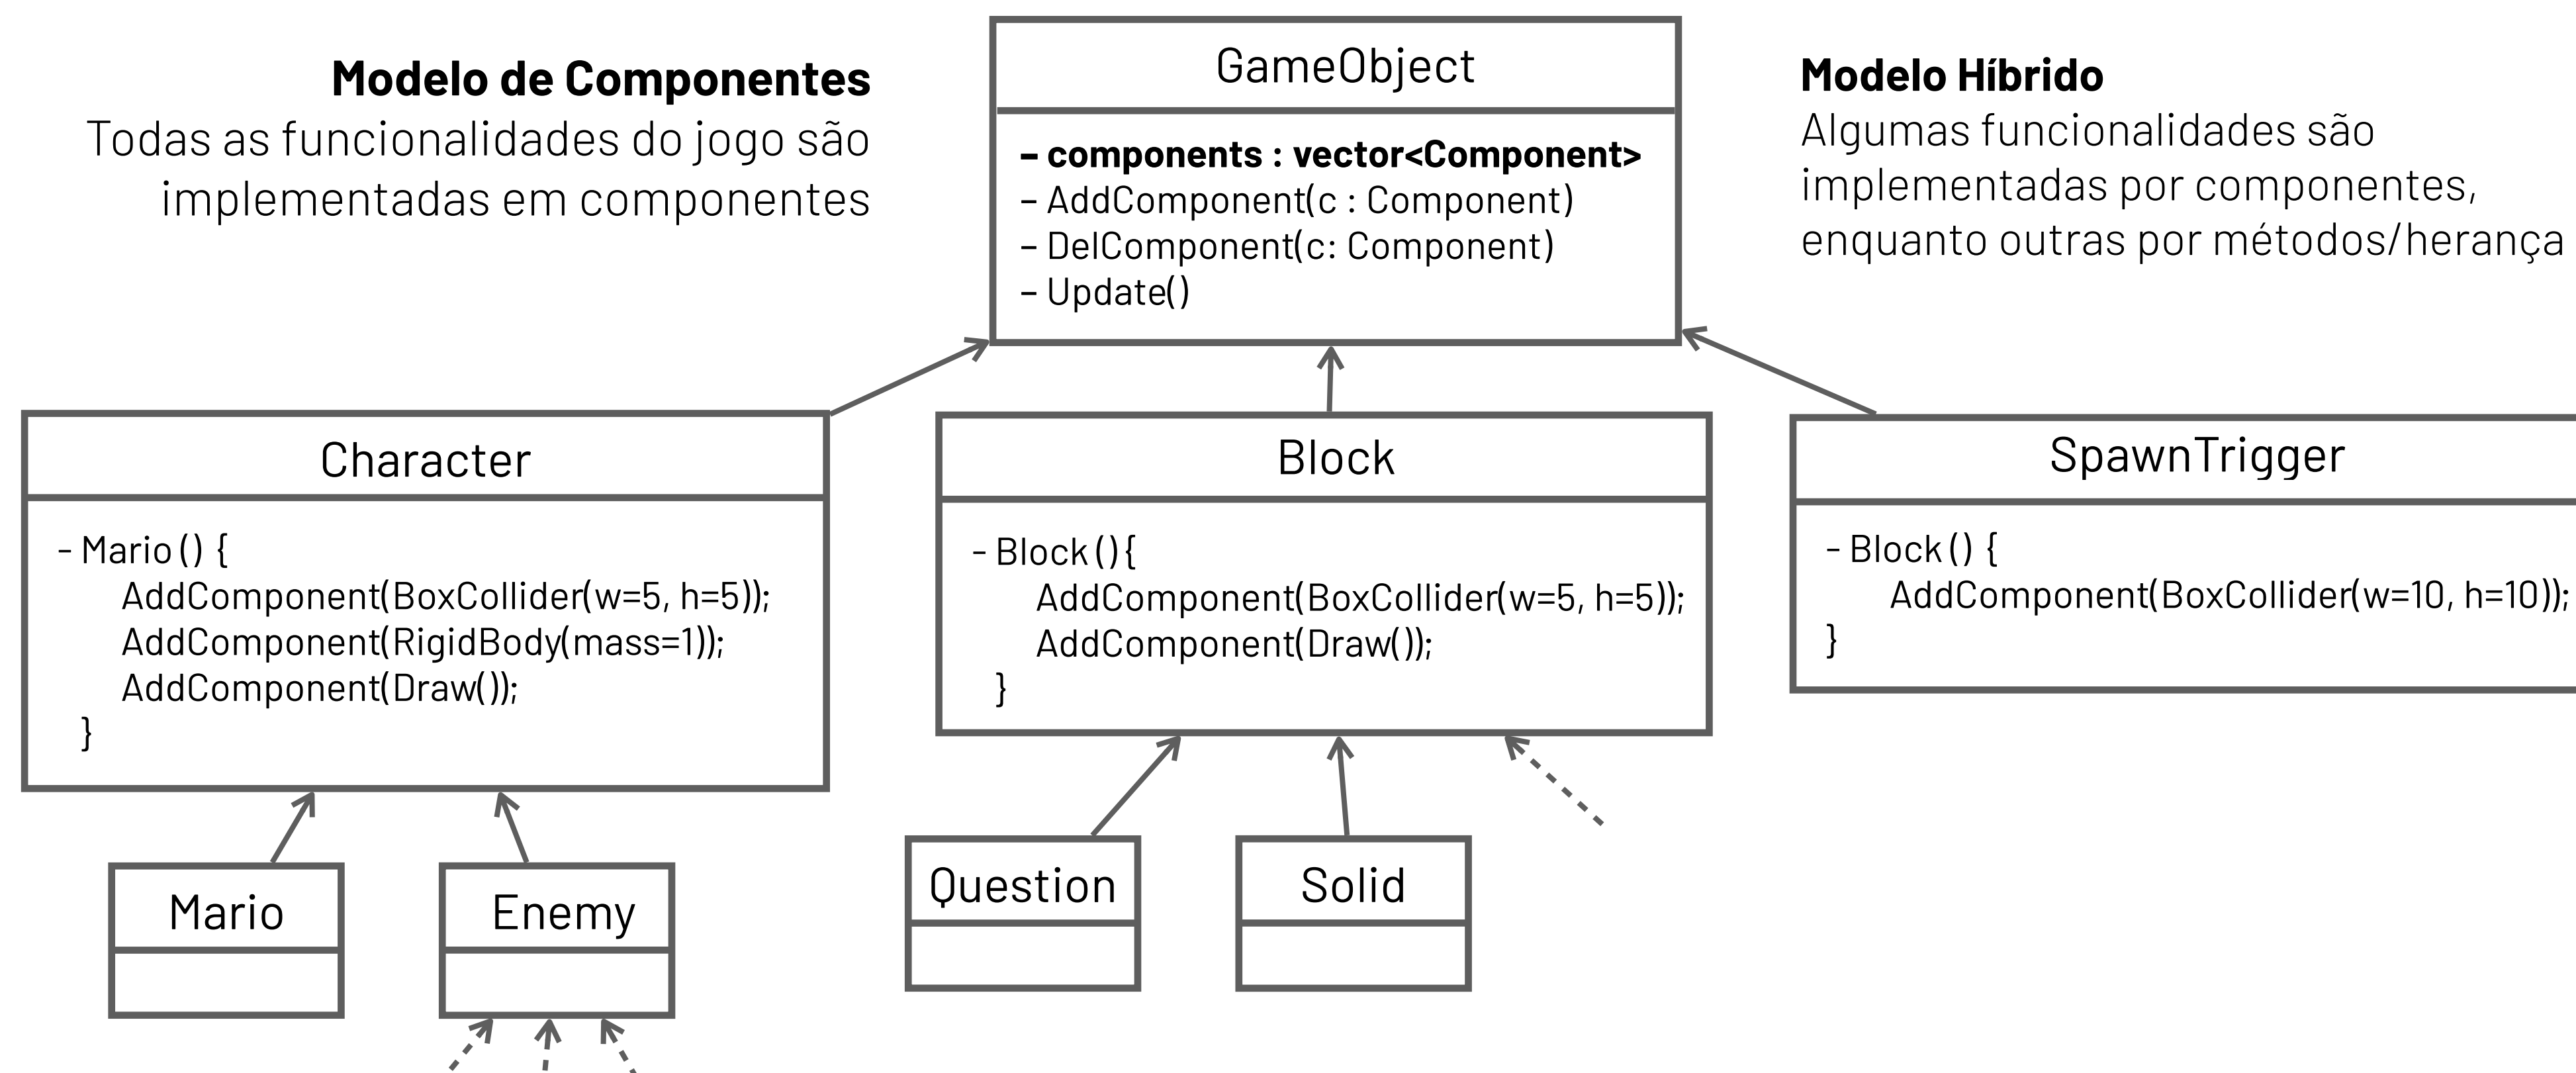 Modelo de Componentes
Todas as funcionalidades do jogo são
implementadas em componentes
GameObject
– components : vector<Component>
– AddComponent(c : Component)
– DelComponent(c: Component)
– Update()
Modelo Híbrido
Algumas funcionalidades são
implementadas por componentes,
enquanto outras por métodos/herança
Character
- Mario () {
AddComponent(BoxCollider(w=5, h=5));
AddComponent(RigidBody(mass=1));
AddComponent(Draw());
}
Block
- Block (){
AddComponent(BoxCollider(w=5, h=5));
AddComponent(Draw());
}
SpawnTrigger
- Block () {
AddComponent(BoxCollider(w=10, h=10));
}
Mario
Enemy
Question
Solid